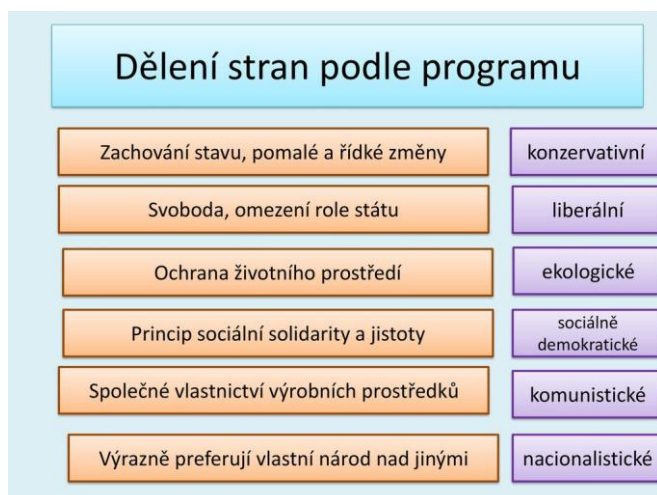 Dělení stran podle programu
Zachování stavu, pomalé a řídké změny
konzervativní
Svoboda, omezení role státu
liberální
Ochrana životního prostředí
ekologické
Princip sociální solidarity a jistoty
sociálně
demokratické
Společné vlastnictví výrobních prostředků
komunistické
Výrazně preferují vlastní národ nad jinými
nacionalistické